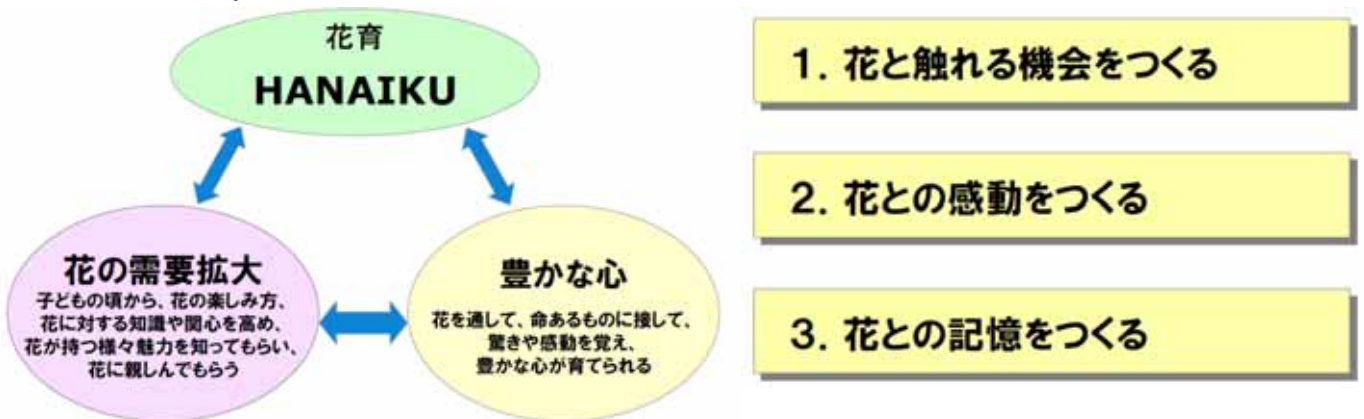 花育
HANAIKU
花の需要拡大
子どもの頃から、花の楽しみ方、
花に対する知識や関心を高め、
花が持つ様々魅力を知ってもらい、
花に親しんでもらう
豊かな心
花を通して、命あるものに接して、
驚きや感動を覚え、
豊かな心が育てられる
1. 花と触れる機会をつくる
2. 花との感動をつくる
3. 花との記憶をつくる